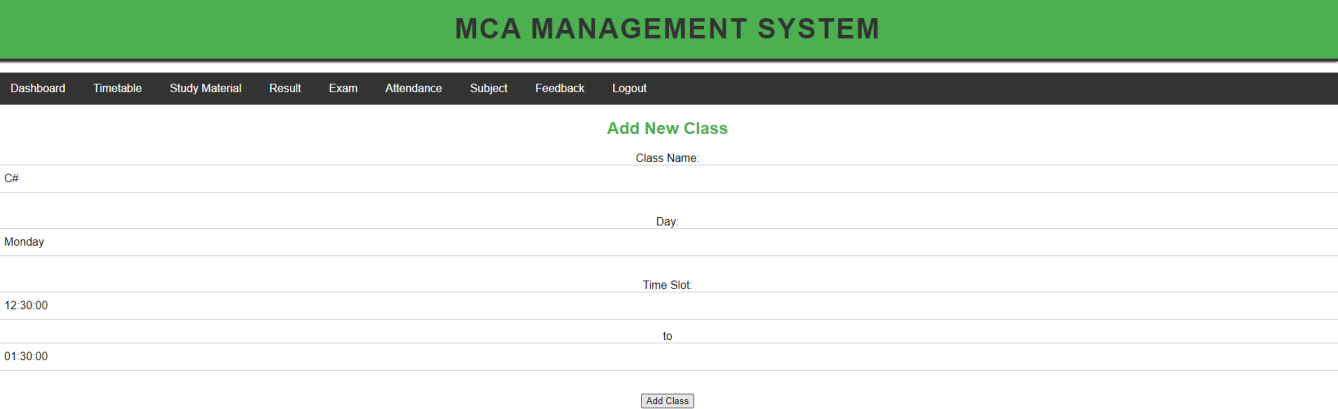 MCA MANAGEMENT SYSTEM
Dashboard Timetable Study Material Result Exam Attendance Subject Feedback Logout
Add New Class
Class Name:
C#
Day:
Monday
Time Slot:
12:30:00
to
01:30:00
Add Class